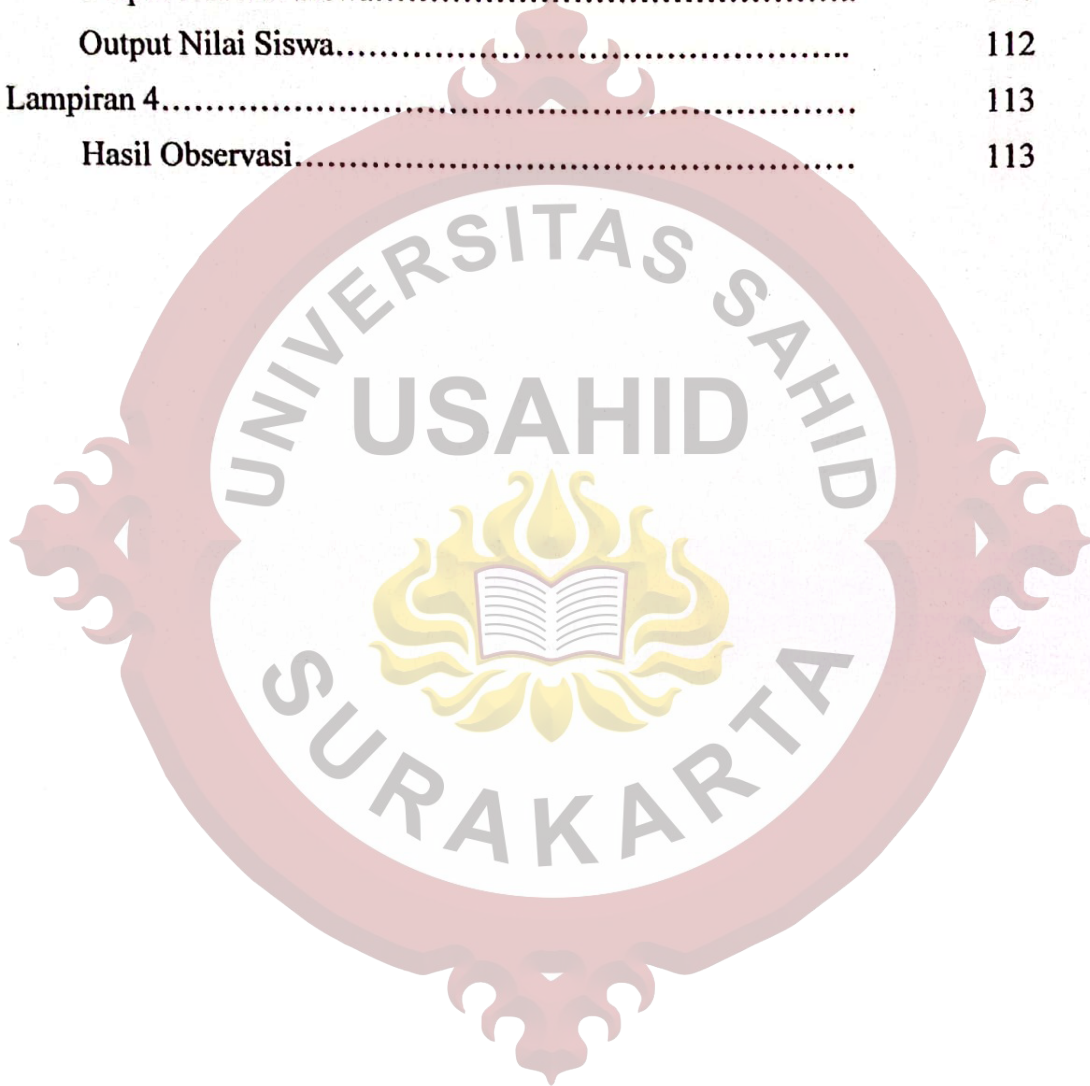 Output Nilai Siswa.................................................. 112
Lampiran 4.................................................................. 113
Hasil Observasi...................................................... 113
UNIVERSITAS SAHID
USAHID
SURAKARTA